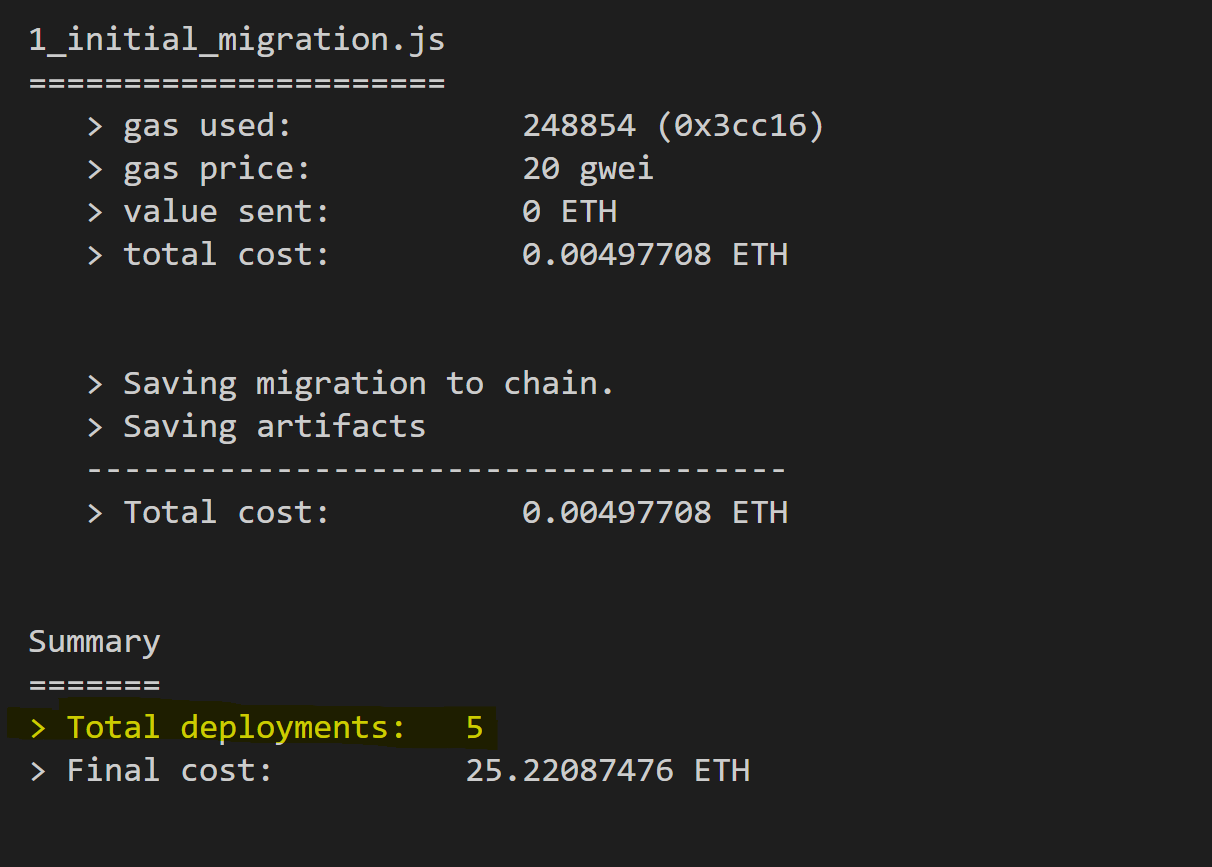 1_initial_migration.js
======================
> gas used: 248854 (0x3cc16)
> gas price: 20 gwei
> value sent: 0 ETH
> total cost: 0.00497708 ETH
> Saving migration to chain.
> Saving artifacts
-------------------------------------
> Total cost: 0.00497708 ETH
Summary
=======
> Total deployments: 5
> Final cost: 25.22087476 ETH